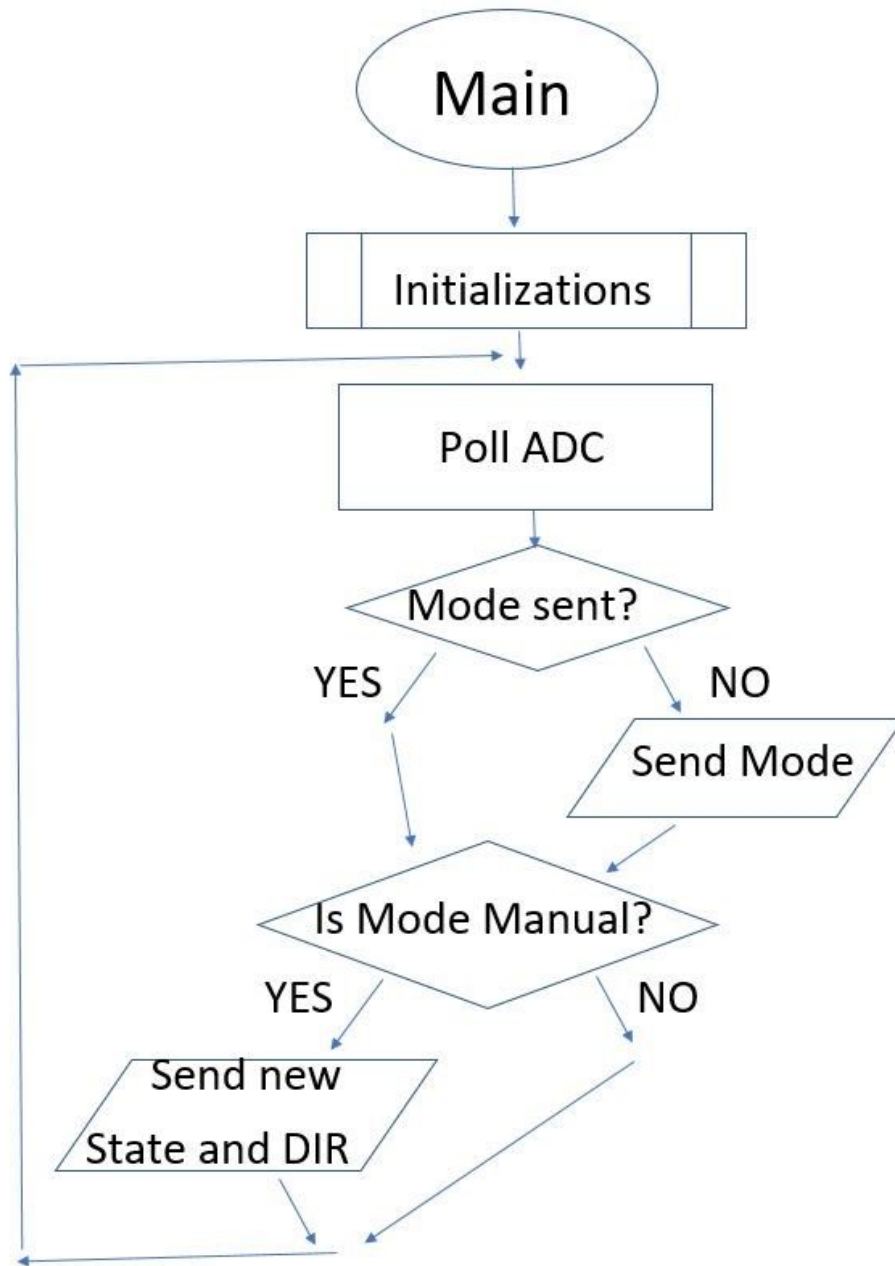 Main
Initializations
Poll ADC
Mode sent?
YES
NO
Send Mode
Is Mode Manual?
YES
NO
Send new
State and DIR